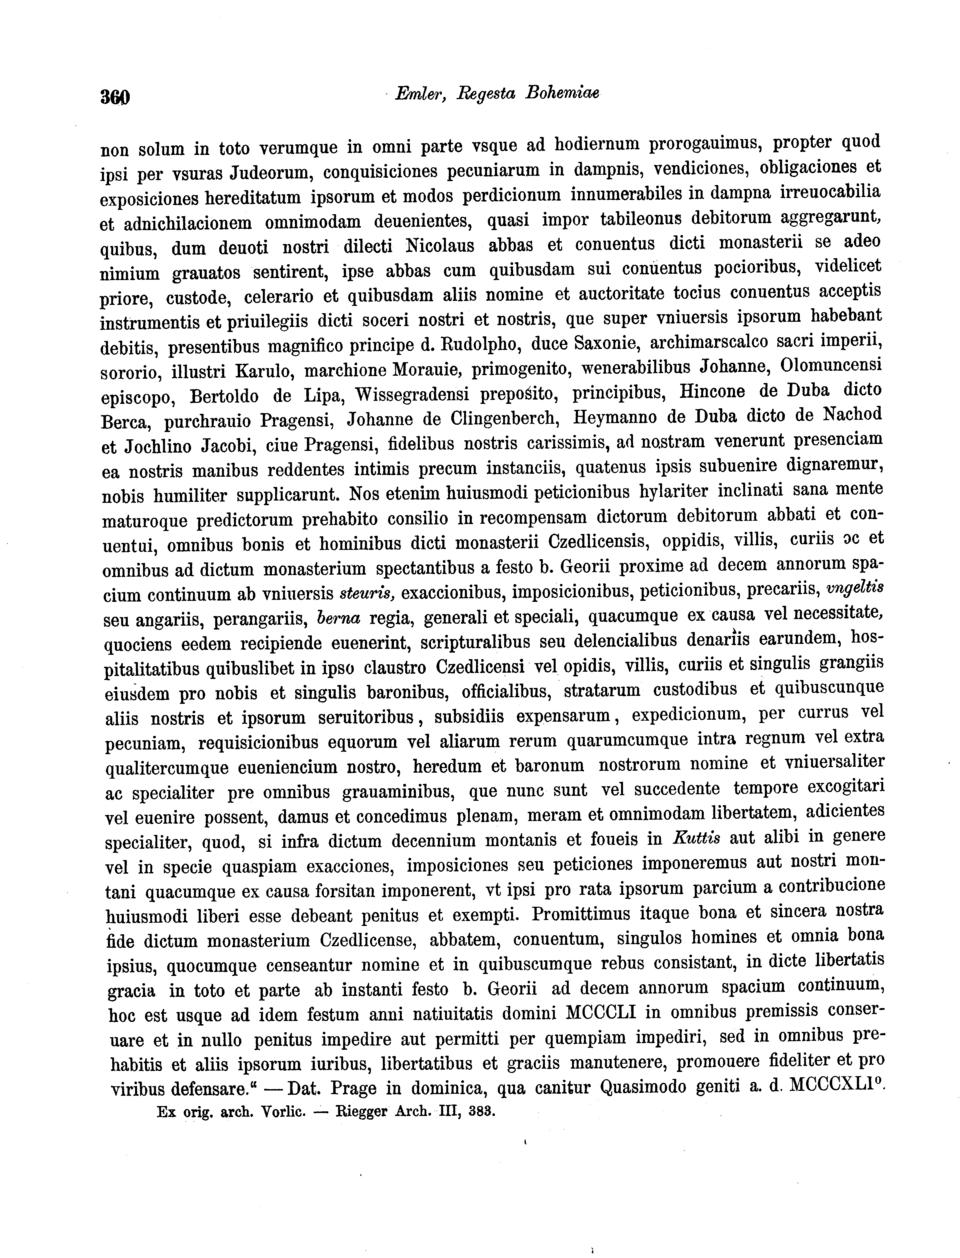 360
Emler, Regesta Bohemiae
non solum in toto verumque in omni parte vsque ad hodiernum prorogauimus, propter quod
ipsi per vsuras Judeorum, conquisiciones pecuniarum in dampnis, vendiciones, obligaciones et
exposiciones hereditatum ipsorum et modos perdicionum innumerabiles in dampna irreuocabilia
et adnichilacionem omnimodam deuenientes, quasi impor tabileonus debitorum aggregarunt,
quibus, dum deuoti nostri dilecti Nicolaus abbas et conuentus dicti monasterii se adeo
nimium grauatos sentirent, ipse abbas cum quibusdam sui conuentus pocioribus, videlicet
priore, custode, celerario et quibusdam aliis nomine et auctoritate tocius conuentus acceptis
instrumentis et priuilegiis dicti soceri nostri et nostris, que super vniuersis ipsorum habebant
debitis, presentibus magnifico principe d. Rudolpho, duce Saxonie, archimarscalco sacri imperii,
sororio, illustri Karulo, marchione Morauie, primogenito, wenerabilibus Johanne, Olomuncensi
episcopo, Bertoldo de Lipa, Wissegradensi preposito, principibus, Hincone de Duba dicto
Berca, purchrauio Pragensi, Johanne de Clingenberch, Heymanno de Duba dicto de Nachod
et Jochlino Jacobi, ciue Pragensi, fidelibus nostris carissimis, ad nostram venerunt presenciam
ea nostris manibus reddentes intimis precum instanciis, quatenus ipsis subuenire dignaremur,
nobis humiliter supplicarunt. Nos etenim huiusmodi peticionibus hylariter inclinati sana mente
maturoque predictorum prehabito consilio in recompensam dictorum debitorum abbati et con-
uentui, omnibus bonis et hominibus dicti monasterii Czedlicensis, oppidis, villis, curiis ac et
omnibus ad dictum monasterium spectantibus a festo b. Georii proxime ad decem annorum spa-
cium continuum ab vniuersis steuris, exaccionibus, imposicionibus, peticionibus, precariis, vngeltis
seu angariis, perangariis, berna regia, generali et speciali, quacumque ex causa vel necessitate,
quociens eedem recipiende euenerint, scripturalibus seu delencialibus denariis earundem, hos-
pitalitatibus quibuslibet in ipso claustro Czedlicensi vel opidis, villis, curiis et singulis grangiis
eiusdem pro nobis et singulis baronibus, officialibus, stratarum custodibus et quibuscunque
aliis nostris et ipsorum seruitoribus, subsidiis expensarum, expedicionum, per currus vel
pecuniam, requisicionibus equorum vel aliarum rerum quarumcumque intra regnum vel extra
qualitercumque eueniencium nostro, heredum et baronum nostrorum nomine et vniuersaliter
ac specialiter pre omnibus grauaminibus, que nunc sunt vel succedente tempore excogitari
vel euenire possent, damus et concedimus plenam, meram et omnimodam libertatem, adicientes
specialiter, quod, si infra dictum decennium montanis et foueis in Kuttis aut alibi in genere
vel in specie quaspiam exacciones, imposiciones seu peticiones imponeremus aut nostri mon-
tani quacumque ex causa forsitan imponerent, vt ipsi pro rata ipsorum parcium a contribucione
huiusmodi liberi esse debeant penitus et exempti. Promittimus itaque bona et sincera nostra
fide dictum monasterium Czedlicense, abbatem, conuentum, singulos homines et omnia bona
ipsius, quocumque censeantur nomine et in quibuscumque rebus consistant, in dicte libertatis
gracia in toto et parte ab instanti festo b. Georii ad decem annorum spacium continuum,
hoc est usque ad idem festum anni natiuitatis domini MCCCLI in omnibus premissis conser-
uare et in nullo penitus impedire aut permitti per quempiam impediri, sed in omnibus pre-
habitis et aliis ipsorum iuribus, libertatibus et graciis manutenere, promouere fideliter et pro
viribus defensare.“ — Dat. Prage in dominica, qua canitur Quasimodo geniti a. d. MCCCXLI⁰.
Ex orig. arch. Vorlic. — Riegger Arch. III, 383.